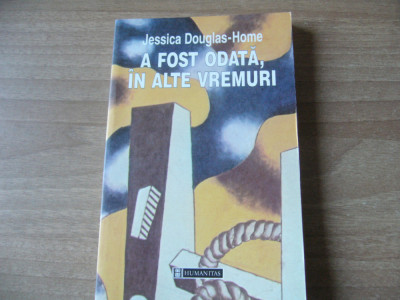 Jessica Douglas-Home
A FOST ODATĂ,
ÎN ALTE VREMURI
HUMANITAS